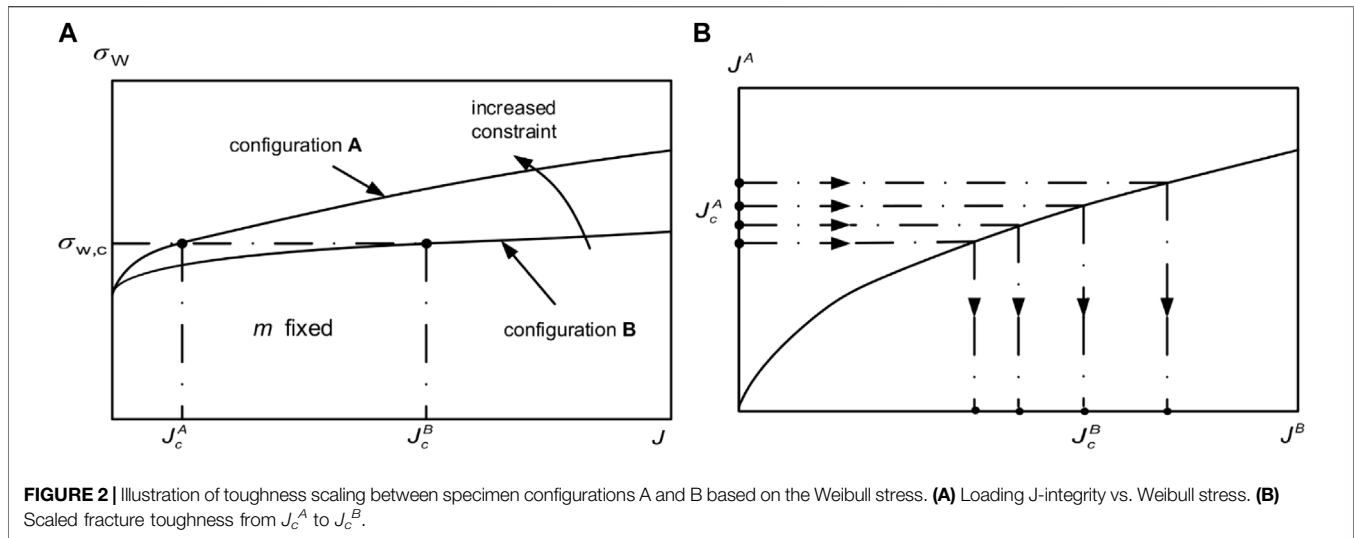 A
σW
increased
constraint
configuration A
σW,c
m fixed
configuration B
JcA
JcB
J
B
JA
JcA
JcB
JB
FIGURE 2 | Illustration of toughness scaling between specimen configurations A and B based on the Weibull stress. (A) Loading J-integrity vs. Weibull stress. (B)
Scaled fracture toughness from JcA to JcB.